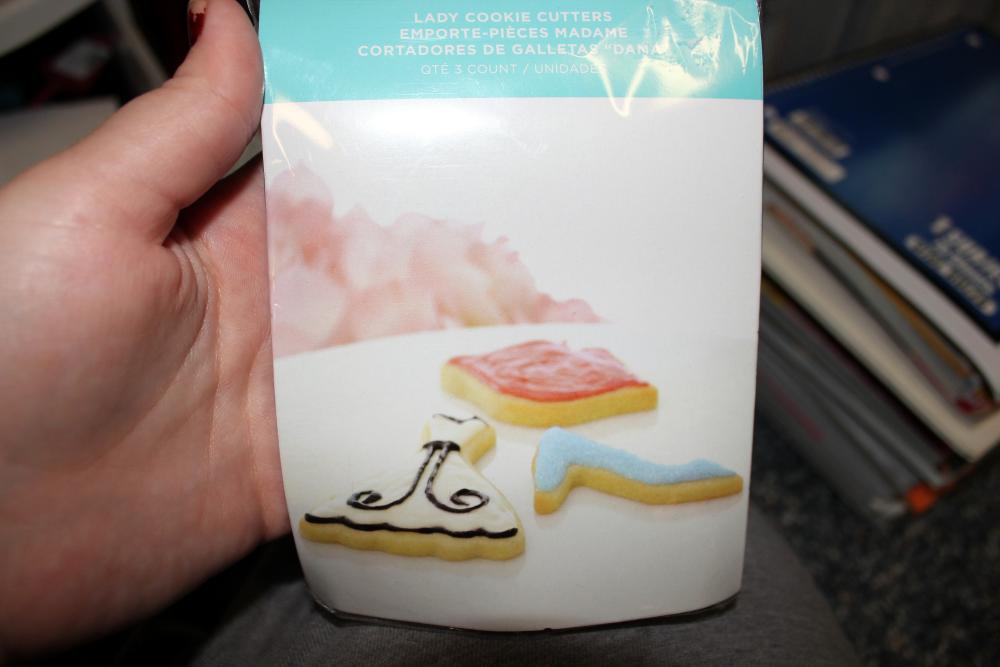 LADY COOKIE CUTTERS
EMPORTE-PIÈCES MADAME
CORTADORES DE GALLETAS "DAMA
QTÉ 3 COUNT / UNIDADES